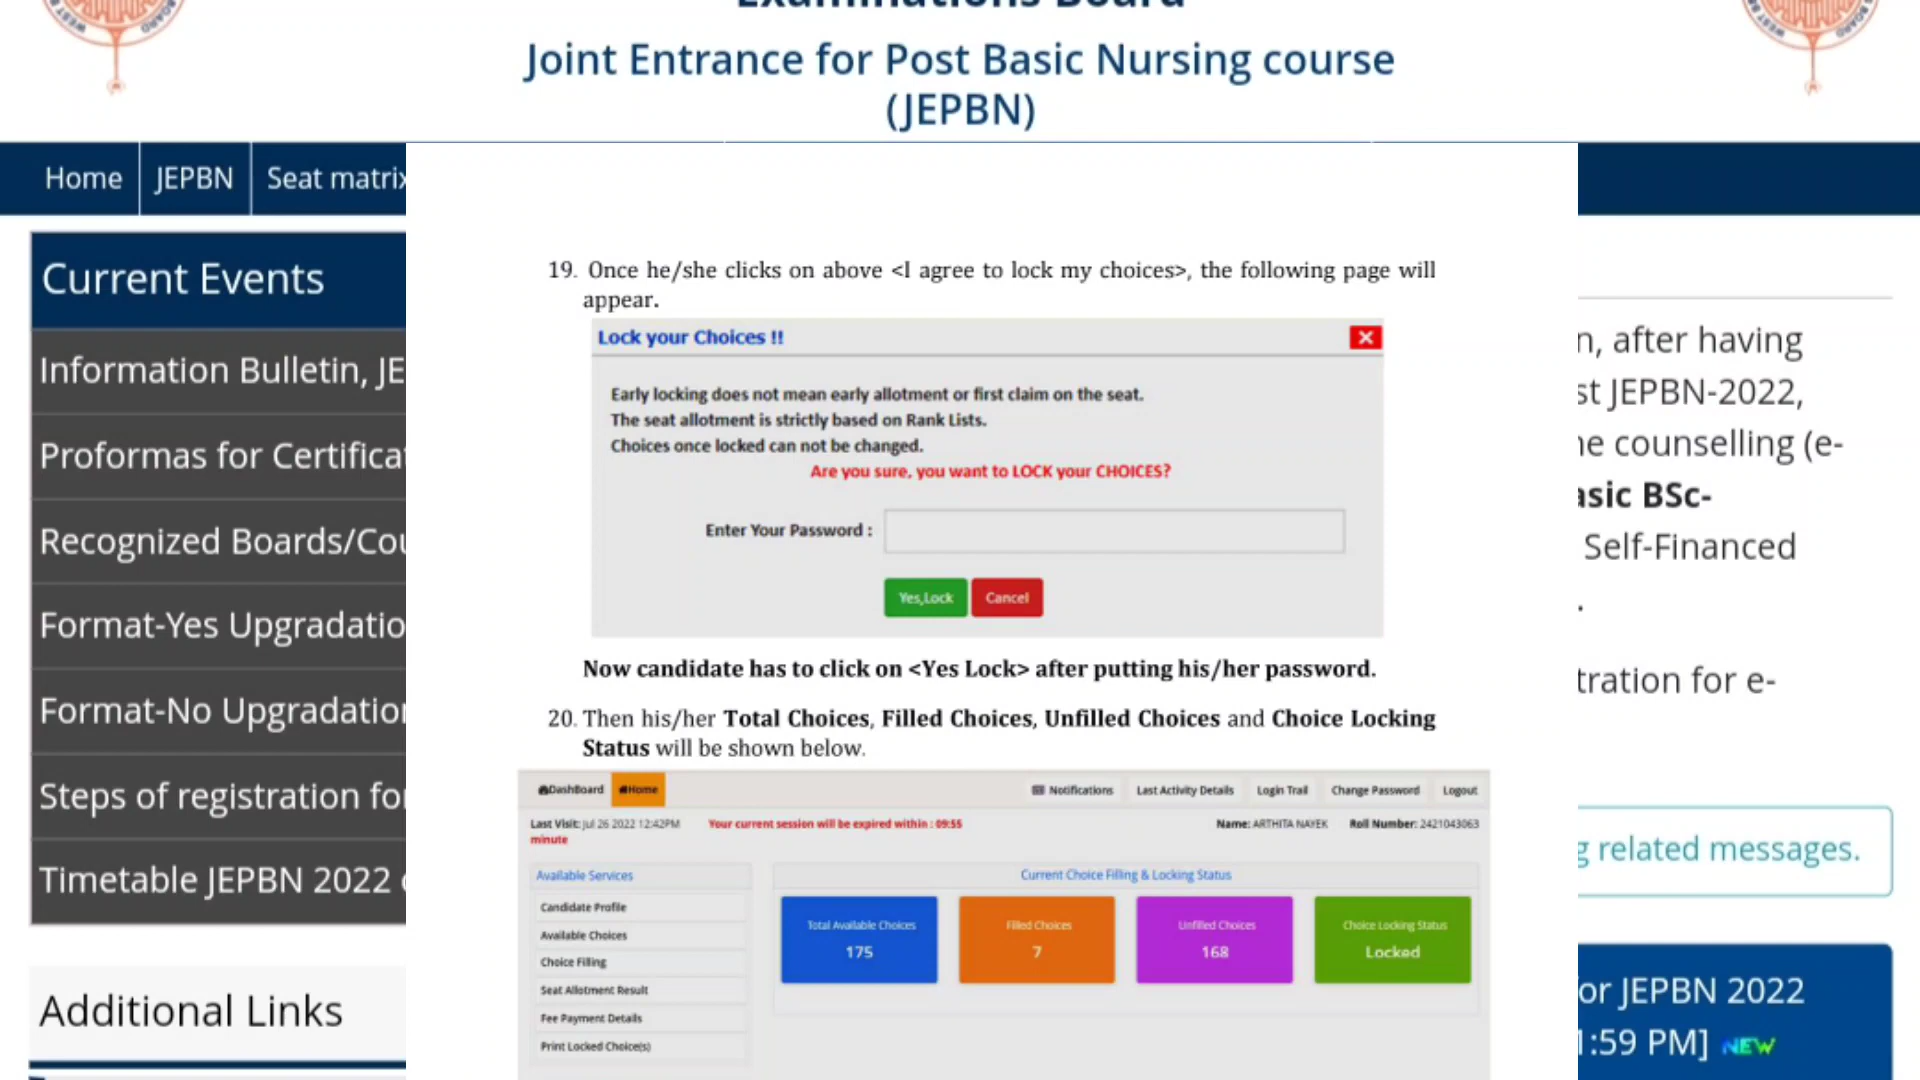 Examinations Board
Joint Entrance for Post Basic Nursing course
(JEPBN)
Home
JEPBN
Seat matrix
Current Events
Information Bulletin, JE
Proformas for Certifica
Recognized Boards/Cou
Format-Yes Upgradatio
Format-No Upgradation
Steps of registration for
Timetable JEPBN 2022
Additional Links
19. Once he/she clicks on above <I agree to lock my choices>, the following page will
appear.
Lock your Choices !!
Early locking does not mean early allotment or first claim on the seat.
The seat allotment is strictly based on Rank Lists.
Choices once locked can not be changed.
Are you sure, you want to LOCK your CHOICES?
Enter Your Password :
Yes,Lock
Cancel
Now candidate has to click on <Yes Lock> after putting his/her password.
20. Then his/her Total Choices, Filled Choices, Unfilled Choices and Choice Locking
Status will be shown below.
DashBoard
Home
Notifications
Last Activity Details
Login Trail
Change Password
Logout
Last Visit: Jul 26 2022 12:42PM
Your current session will be expired within : 09:55
minute
Name: ARTHITA NAYEK
Roll Number: 2421043063
Available Services
Candidate Profile
Available Choices
Choice Filling
Seat Allotment Result
Fee Payment Details
Print Locked Choice(s)
Current Choice Filling & Locking Status
Total Available Choices
175
Filled Choices
7
Unfilled Choices
168
Choice Locking Status
Locked
n, after having
st JEPBN-2022,
ne counselling (e-
asic BSc-
Self-Financed
.
tration for e-
g related messages.
or JEPBN 2022
1:59 PM] NEW